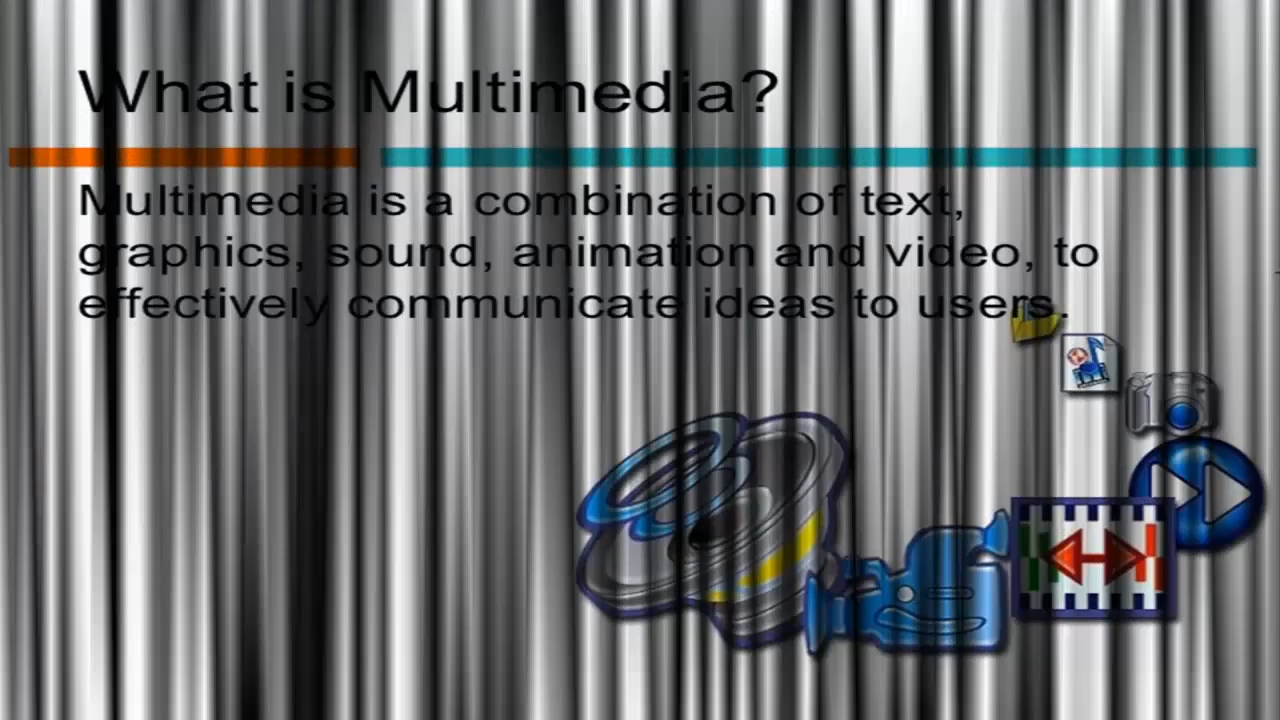 What is Multimedia?
Multimedia is a combination of text,
graphics, sound, animation and video, to
effectively communicate ideas to users.